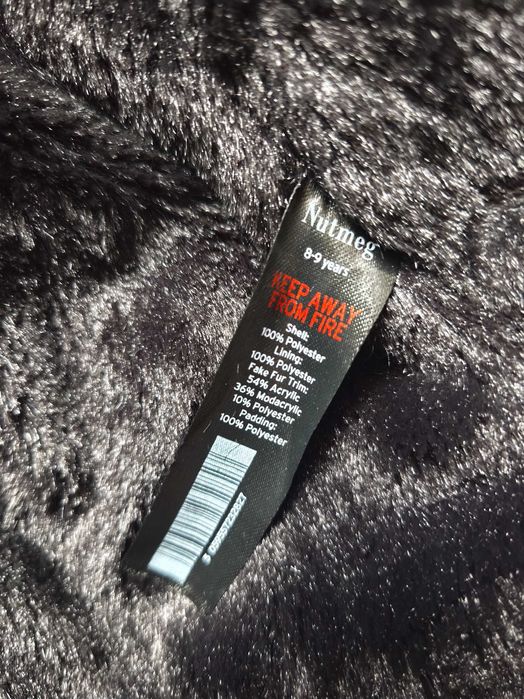 Nutmeg
8-9 years
KEEP AWAY
FROM FIRE
Shell:
100% Polyester
Lining:
100% Polyester
Fake Fur Trim:
54% Acrylic
36% Modacrylic
10% Polyester
Padding:
100% Polyester